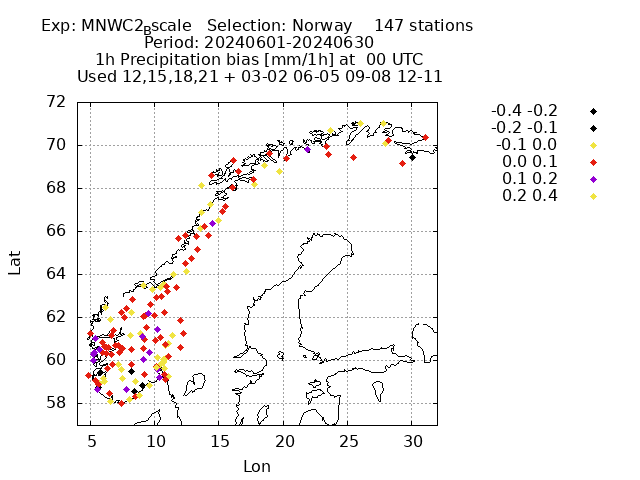 Exp: MNWC2_Bscale Selection: Norway 147 stations
Period: 20240601-20240630
1h Precipitation bias [mm/1h] at 00 UTC
Used 12,15,18,21 + 03-02 06-05 09-08 12-11
72
70
68
66
64
62
60
58
5 10 15 20 25 30
Lat
Lon
-0.4 -0.2
-0.2 -0.1
-0.1 0.0
0.0 0.1
0.1 0.2
0.2 0.4